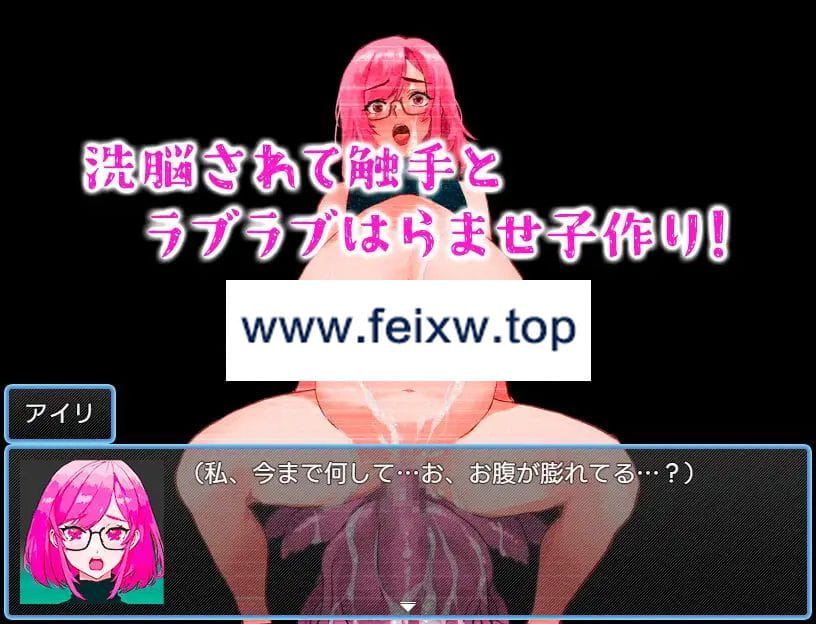 洗脳されて触手と
ラブラブはらませ子作り!
www.feixw.top
アイリ
（私、今まで何して…お、お腹が膨れてる…？）